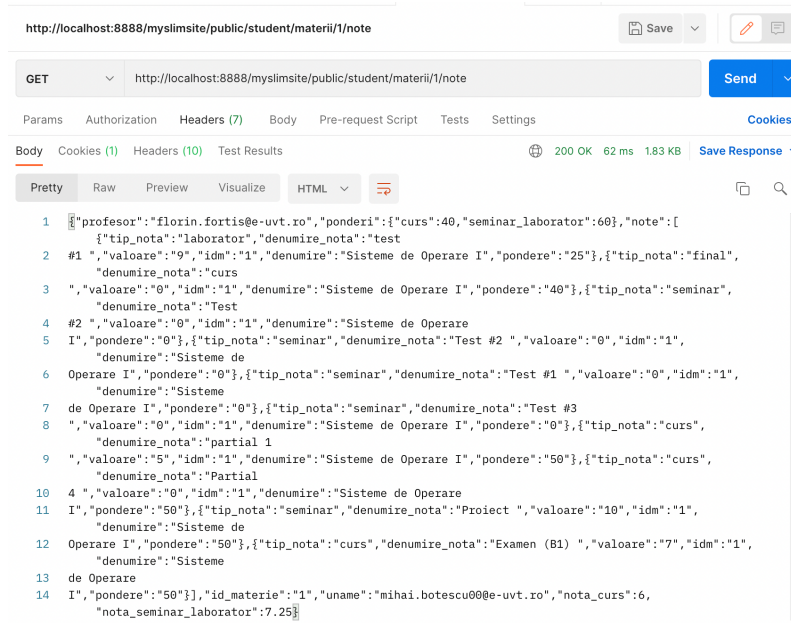 http://localhost:8888/myslimsite/public/student/materii/1/note
Save
GET
http://localhost:8888/myslimsite/public/student/materii/1/note
Send
Params Authorization Headers (7) Body Pre-request Script Tests Settings Cookies
Body Cookies (1) Headers (10) Test Results 200 OK 62 ms 1.83 KB Save Response
Pretty Raw Preview Visualize HTML
1 {"profesor":"florin.fortis@e-uvt.ro","ponderi":{"curs":40,"seminar_laborator":60},"note":[
{"tip_nota":"laborator","denumire_nota":"test
2 #1 ","valoare":"9","idm":"1","denumire":"Sisteme de Operare I","pondere":"25"},{"tip_nota":"final",
"denumire_nota":"curs
3 ","valoare":"0","idm":"1","denumire":"Sisteme de Operare I","pondere":"40"},{"tip_nota":"seminar",
"denumire_nota":"Test
4 #2 ","valoare":"0","idm":"1","denumire":"Sisteme de Operare
5 I","pondere":"0"},{"tip_nota":"seminar","denumire_nota":"Test #2 ","valoare":"0","idm":"1",
"denumire":"Sisteme de
6 Operare I","pondere":"0"},{"tip_nota":"seminar","denumire_nota":"Test #1 ","valoare":"0","idm":"1",
"denumire":"Sisteme
7 de Operare I","pondere":"0"},{"tip_nota":"seminar","denumire_nota":"Test #3
8 ","valoare":"0","idm":"1","denumire":"Sisteme de Operare I","pondere":"0"},{"tip_nota":"curs",
"denumire_nota":"partial 1
9 ","valoare":"5","idm":"1","denumire":"Sisteme de Operare I","pondere":"50"},{"tip_nota":"curs",
"denumire_nota":"Partial
10 4 ","valoare":"0","idm":"1","denumire":"Sisteme de Operare
11 I","pondere":"50"},{"tip_nota":"seminar","denumire_nota":"Proiect ","valoare":"10","idm":"1",
"denumire":"Sisteme de
12 Operare I","pondere":"50"},{"tip_nota":"curs","denumire_nota":"Examen (B1) ","valoare":"7","idm":"1",
"denumire":"Sisteme
13 de Operare
14 I","pondere":"50"}],"id_materie":"1","uname":"mihai.botescu00@e-uvt.ro","nota_curs":6,
"nota_seminar_laborator":7.25}